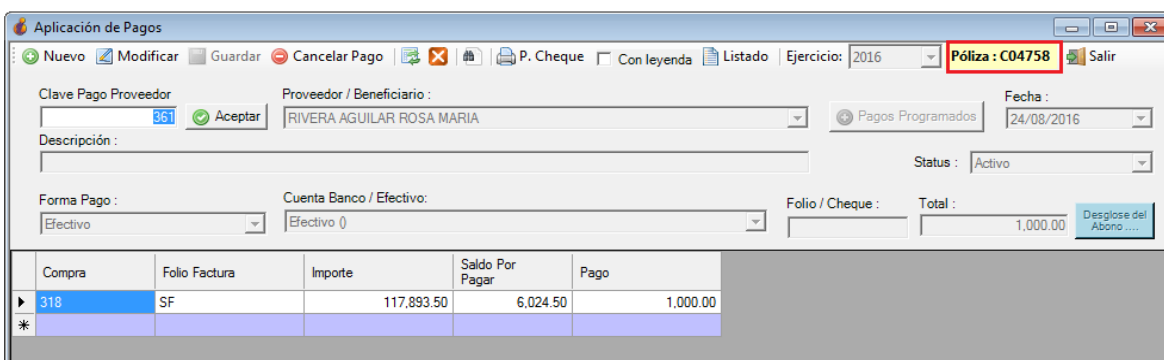 Aplicación de Pagos
Nuevo Modificar Guardar Cancelar Pago P. Cheque Con leyenda Listado Ejercicio: 2016 Póliza : C04758 Salir
Clave Pago Proveedor Proveedor / Beneficiario : Fecha :
361 Aceptar RIVERA AGUILAR ROSA MARIA Pagos Programados 24/08/2016
Descripción :
Status : Activo
Forma Pago : Cuenta Banco / Efectivo: Folio / Cheque : Total :
Efectivo Efectivo () 1,000.00 Desglose del
Abono ....
Compra Folio Factura Importe Saldo Por
Pagar Pago
318 SF 117,893.50 6,024.50 1,000.00